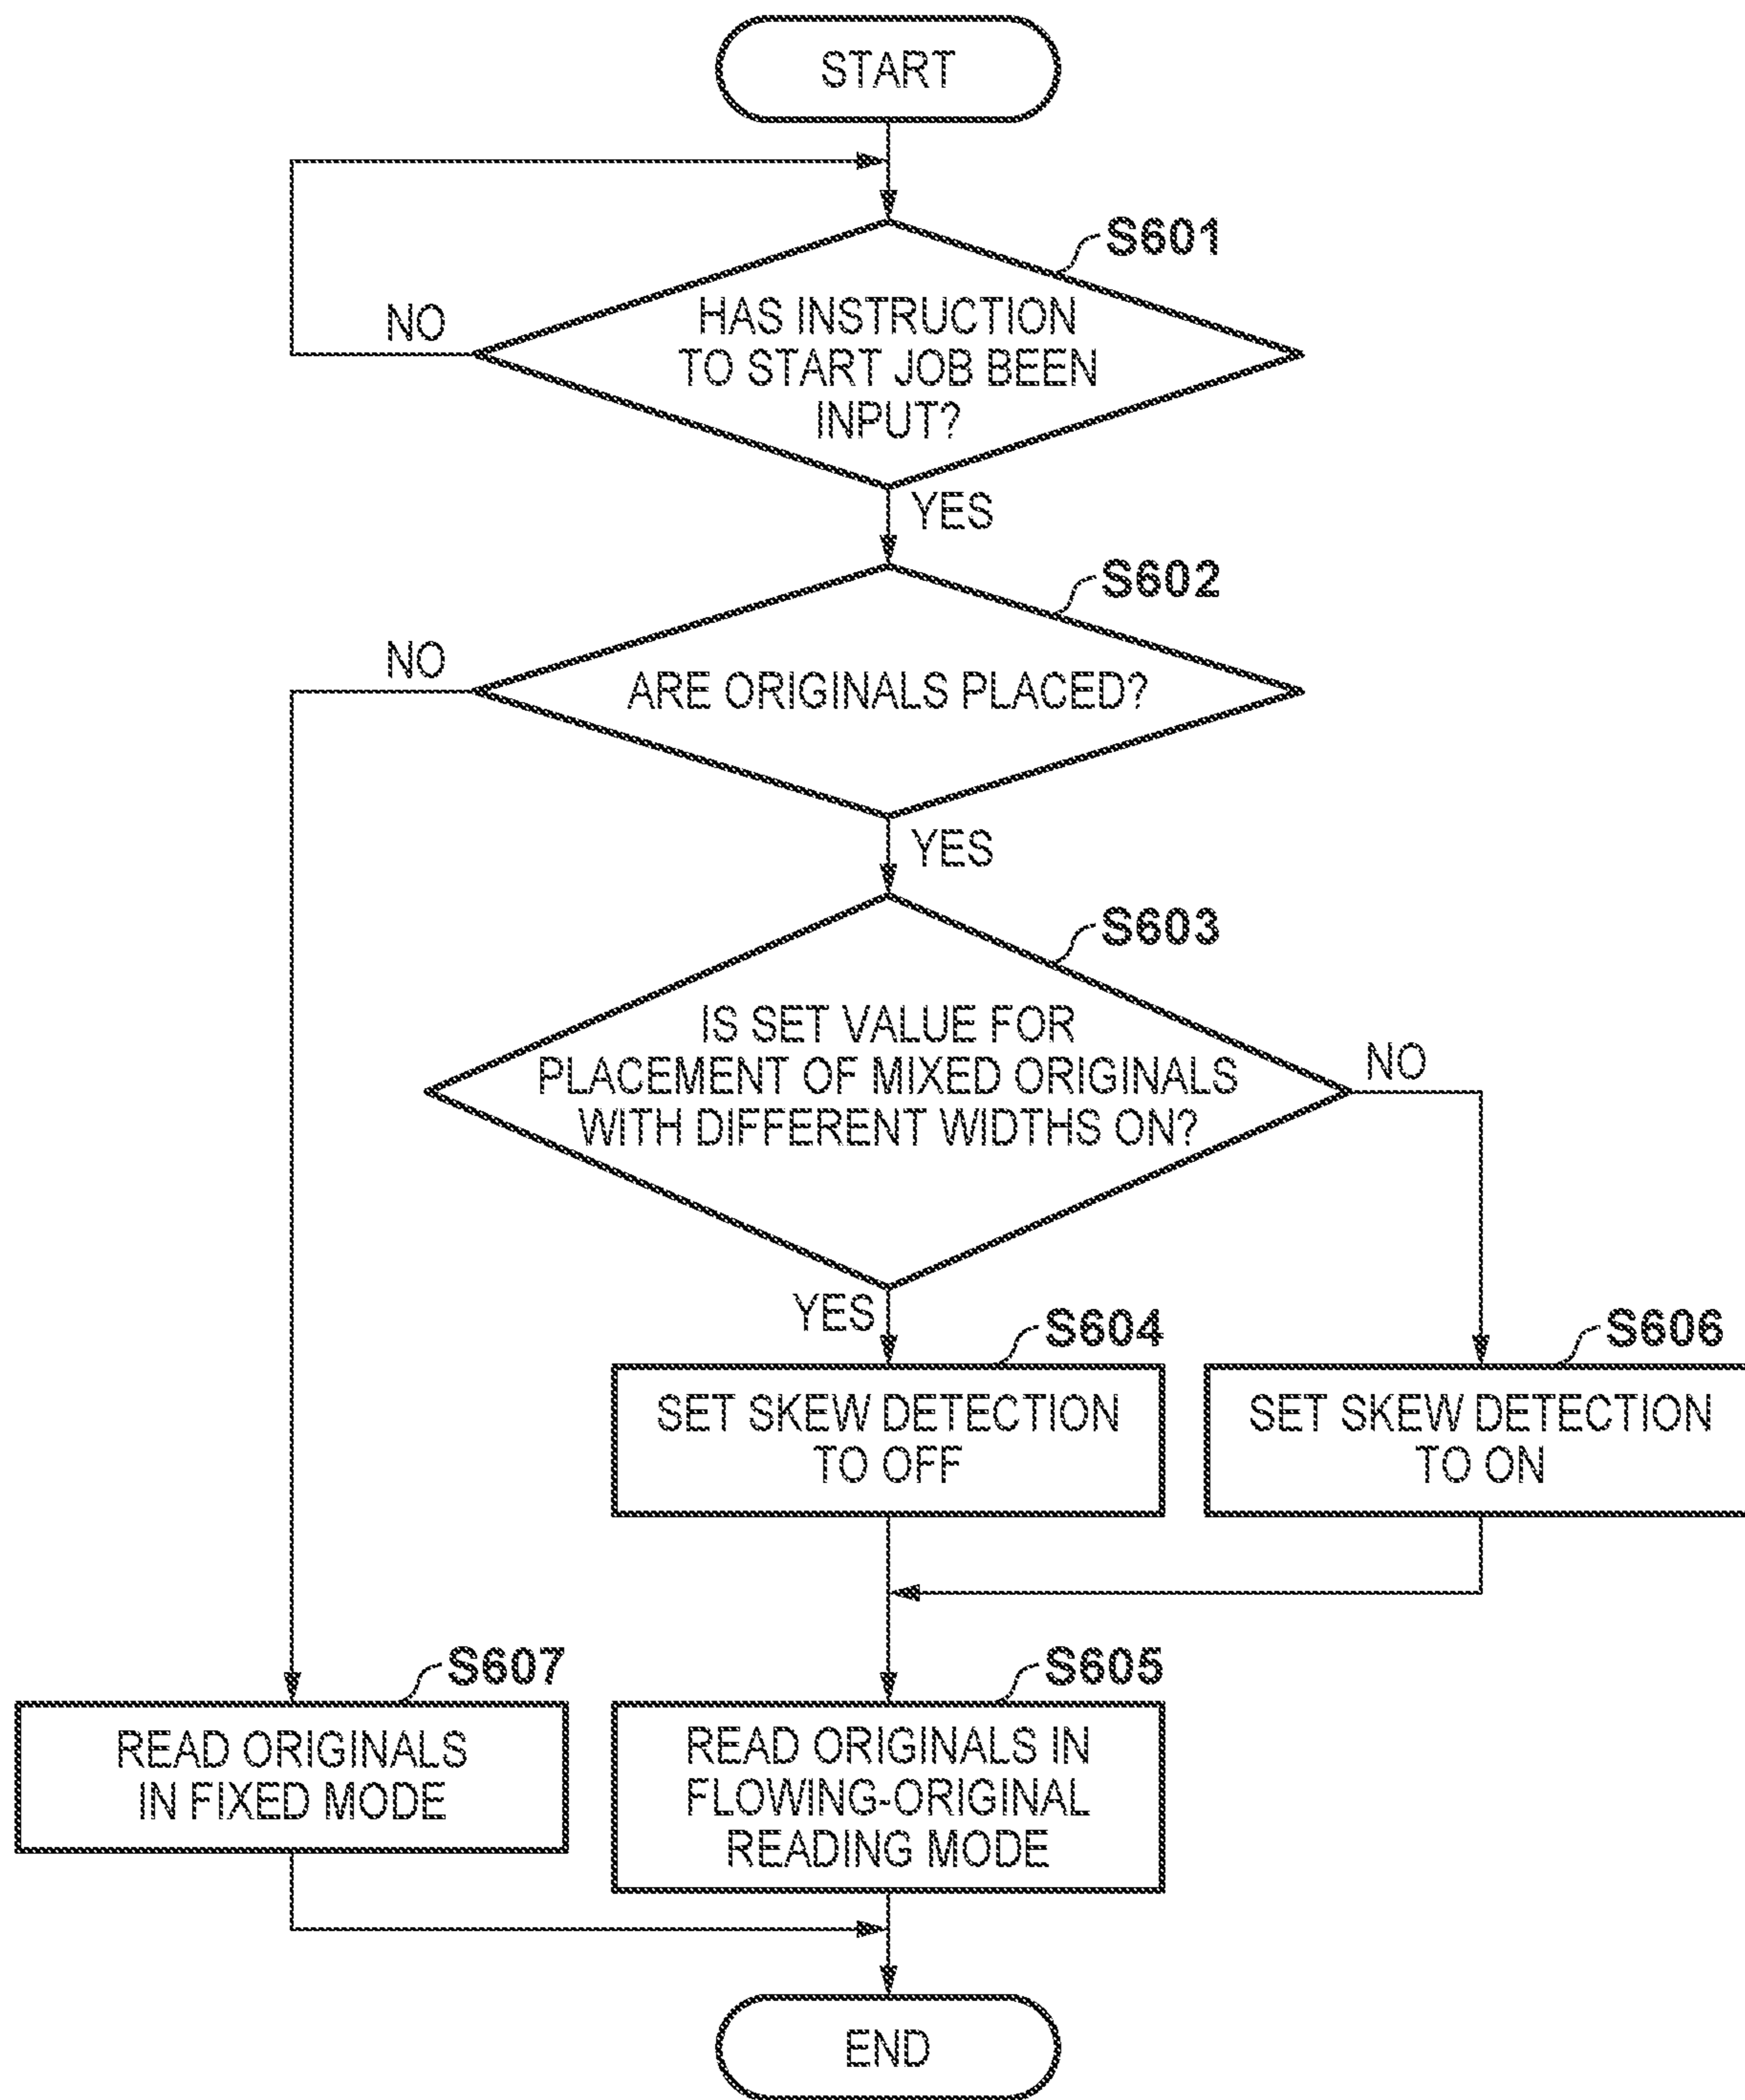 START
S601
HAS INSTRUCTION
TO START JOB BEEN
INPUT?
NO
YES
S602
ARE ORIGINALS PLACED?
NO
YES
S603
IS SET VALUE FOR
PLACEMENT OF MIXED ORIGINALS
WITH DIFFERENT WIDTHS ON?
NO
YES
S604
SET SKEW DETECTION
TO OFF
S606
SET SKEW DETECTION
TO ON
S607
READ ORIGINALS
IN FIXED MODE
S605
READ ORIGINALS IN
FLOWING-ORIGINAL
READING MODE
END